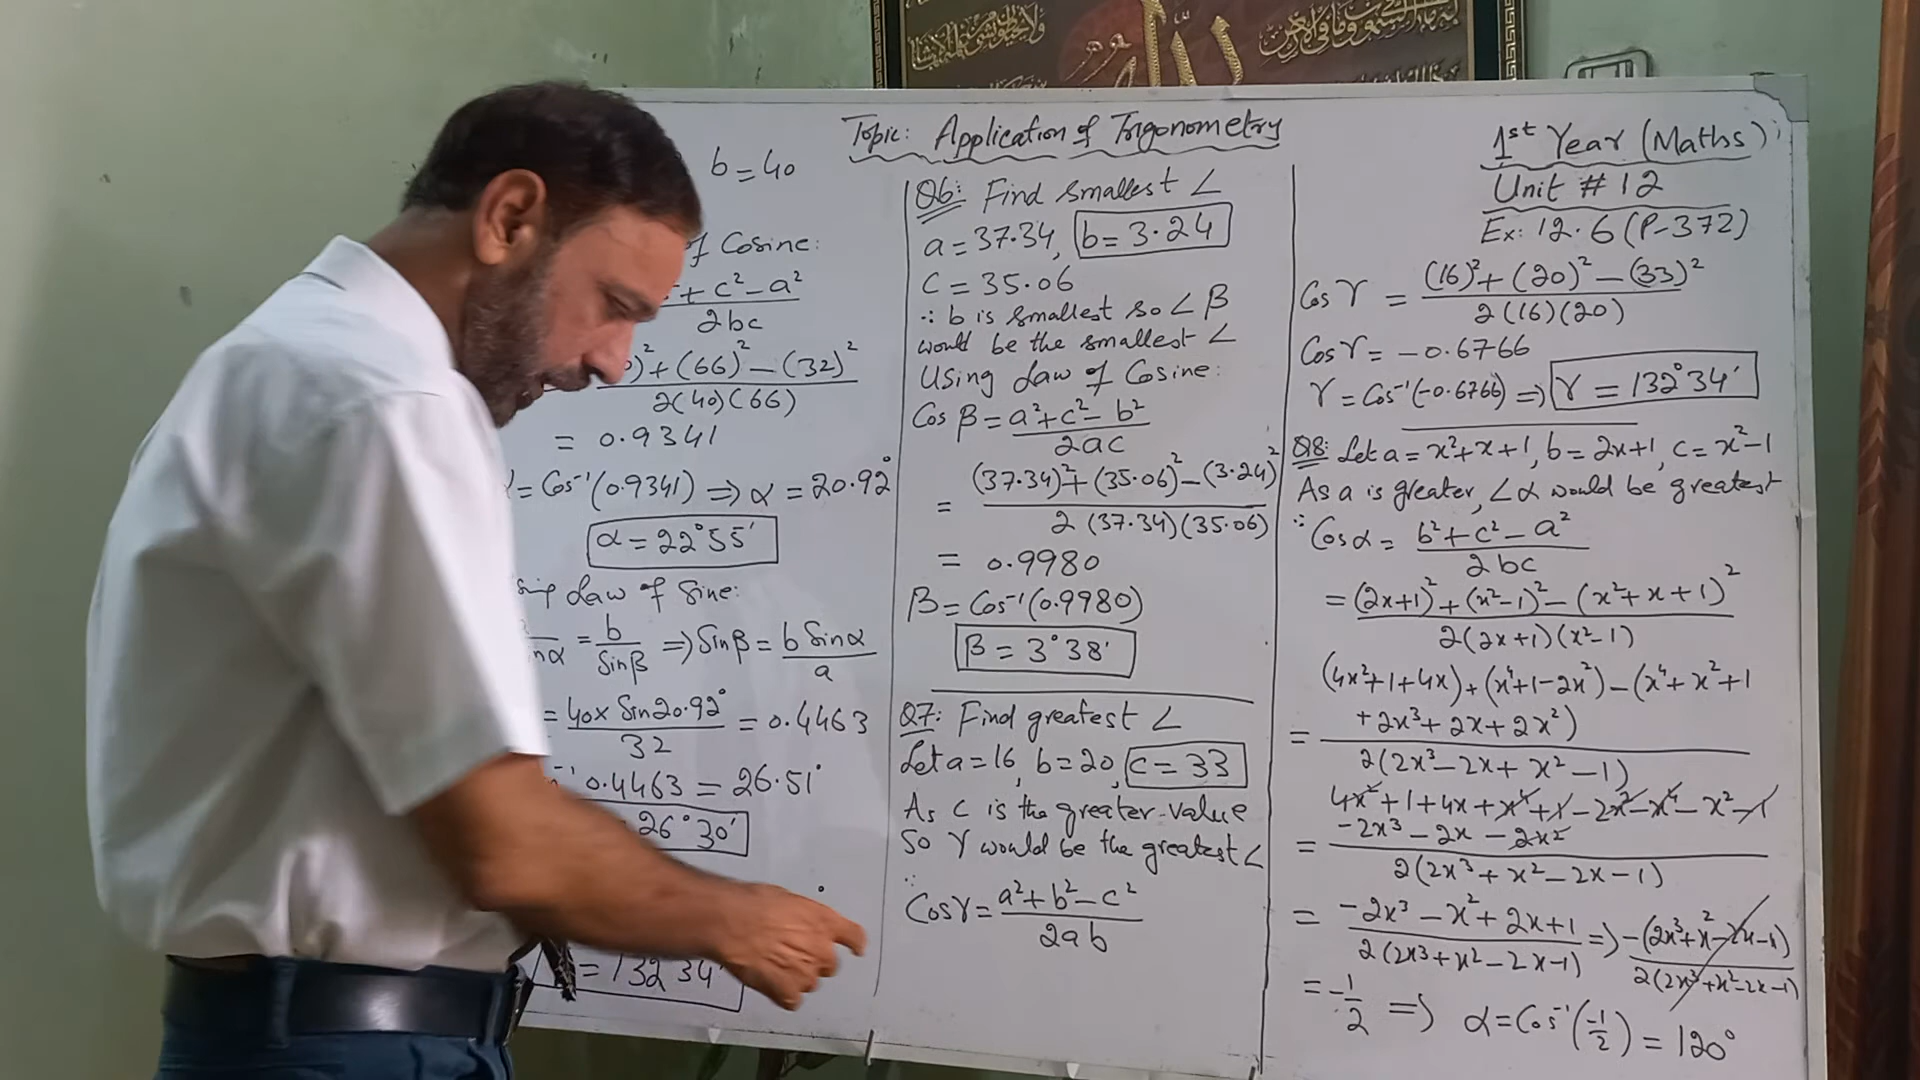 Topic: Application of Trigonometry
1st Year (Maths)
Unit # 12
Ex: 12.6 (P-372)
b = 40
of Cosine:
+ c² - a²
2bc
)² + (66)² - (32)²
2(40)(66)
= 0.9341
= Cos⁻¹(0.9341) ⇒ α = 20.92°
α = 22°55'
Law of Sine:
= b/Sinβ ⇒ Sinβ = b Sinα / a
= 40 x Sin20.92° / 32 = 0.4463
0.4463 = 26.51°
26°30'
= 132 34'
Q6: Find smallest ∠
a = 37.34, b = 3.24
C = 35.06
∵ b is smallest so ∠ β
would be the smallest ∠
Using Law of Cosine:
Cos β = a² + c² - b² / 2ac
= (37.34)² + (35.06)² - (3.24)² / 2 (37.34)(35.06)
= 0.9980
β = Cos⁻¹(0.9980)
β = 3°38'
Q7: Find greatest ∠
Let a = 16, b = 20, c = 33
As C is the greater value
So γ would be the greatest ∠
∵
Cosγ = a² + b² - c² / 2ab
Cosγ = (16)² + (20)² - (33)² / 2(16)(20)
Cosγ = -0.6766
γ = Cos⁻¹(-0.6766) ⇒ γ = 132°34'
Q8: Let a = x²+x+1, b = 2x+1, c = x²-1
As a is greater, ∠α would be greatest
∵ Cosα = b² + c² - a² / 2bc
= (2x+1)² + (x²-1)² - (x²+x+1)² / 2(2x+1)(x²-1)
(4x²+1+4x) + (x⁴+1-2x²) - (x⁴+x²+1
+2x³+2x+2x²)
= 2(2x³-2x+x²-1)
4x²+1+4x+x⁴+1-2x²-x⁴-x²-1
-2x³-2x-2x²
= 2(2x³+x²-2x-1)
= -2x³-x²+2x+1 / 2(2x³+x²-2x-1) ⇒ -(2x³+x²-2x-1) / 2(2x³+x²-2x-1)
= -1/2 ⇒ α = Cos⁻¹(-1/2) = 120°